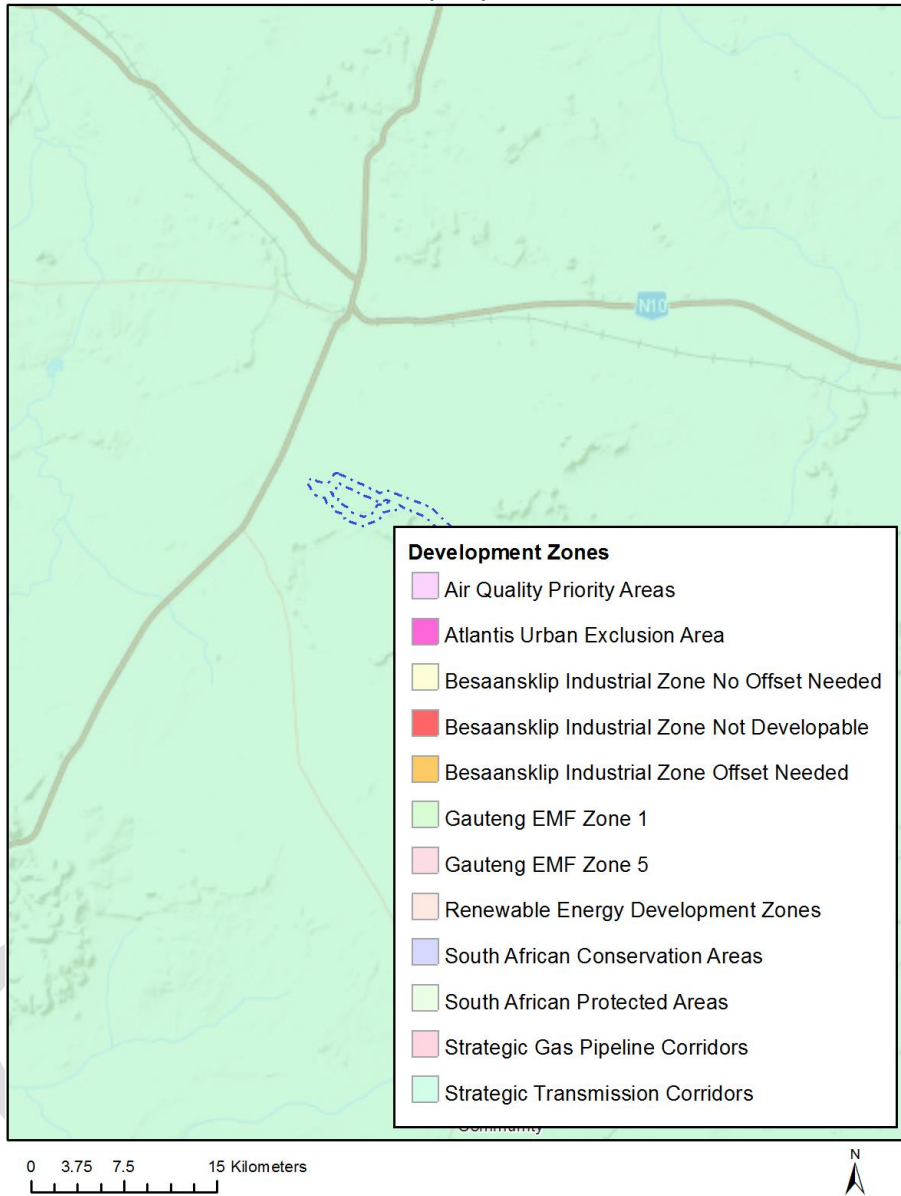 N10
Development Zones
Air Quality Priority Areas
Atlantis Urban Exclusion Area
Besaansklip Industrial Zone No Offset Needed
Besaansklip Industrial Zone Not Developable
Besaansklip Industrial Zone Offset Needed
Gauteng EMF Zone 1
Gauteng EMF Zone 5
Renewable Energy Development Zones
South African Conservation Areas
South African Protected Areas
Strategic Gas Pipeline Corridors
Strategic Transmission Corridors
Community
0 3.75 7.5 15 Kilometers
N